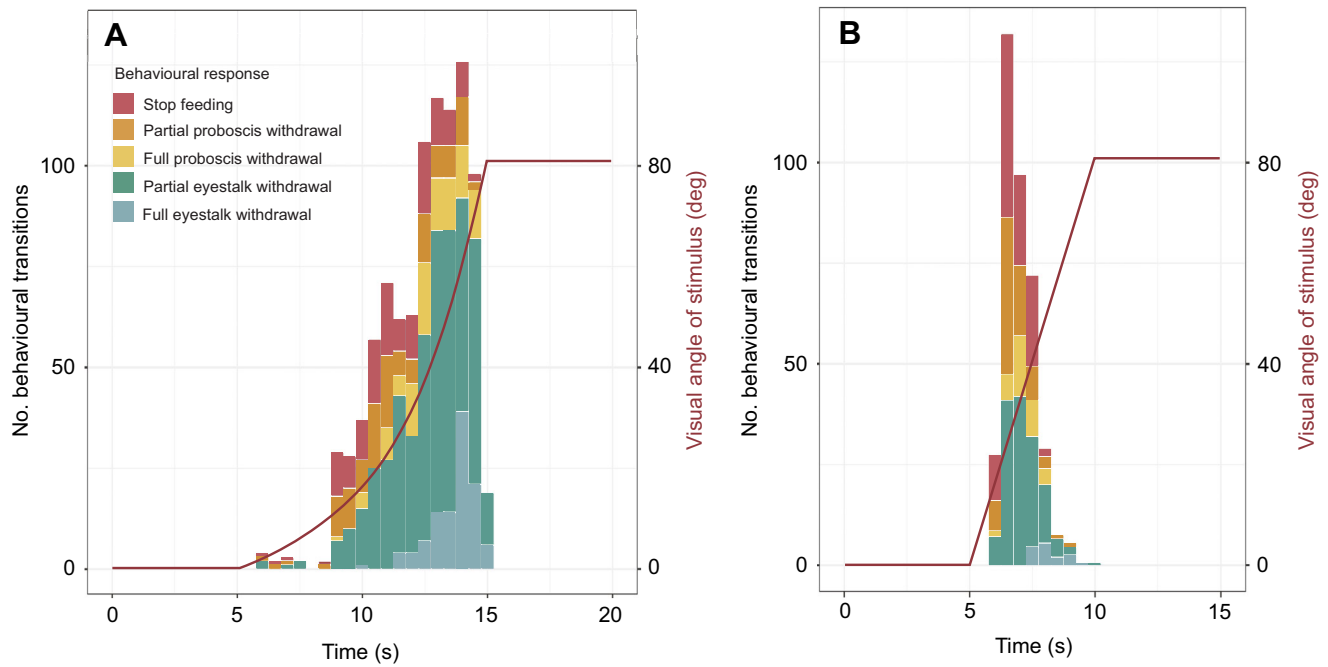 A
Behavioural response
Stop feeding
Partial proboscis withdrawal
Full proboscis withdrawal
Partial eyestalk withdrawal
Full eyestalk withdrawal
No. behavioural transitions
100
50
0
80
40
0
Visual angle of stimulus (deg)
0
5
10
15
20
Time (s)
B
No. behavioural transitions
100
50
0
80
40
0
Visual angle of stimulus (deg)
0
5
10
15
Time (s)